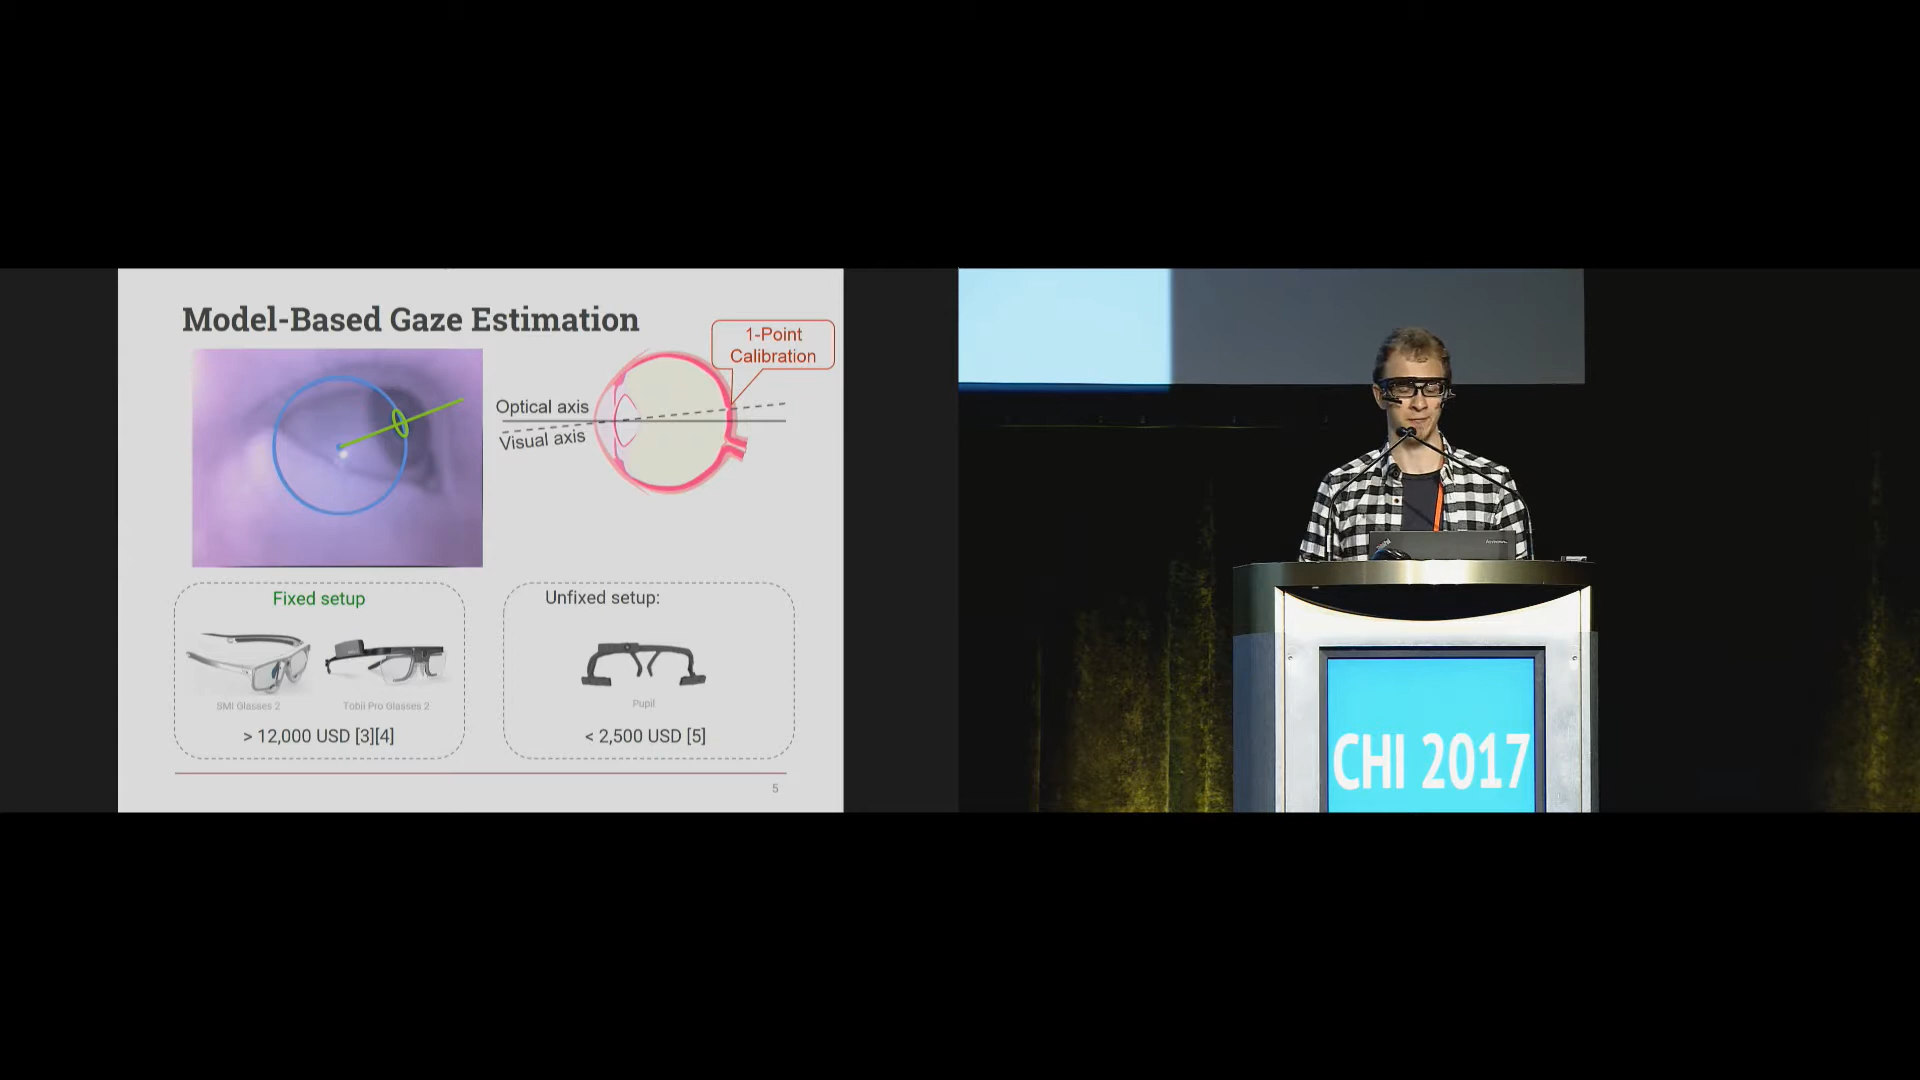 Model-Based Gaze Estimation
1-Point
Calibration
Optical axis
Visual axis
Fixed setup
SMI Glasses 2
Tobii Pro Glasses 2
> 12,000 USD [3][4]
Unfixed setup:
Pupil
< 2,500 USD [5]
5
CHI 2017